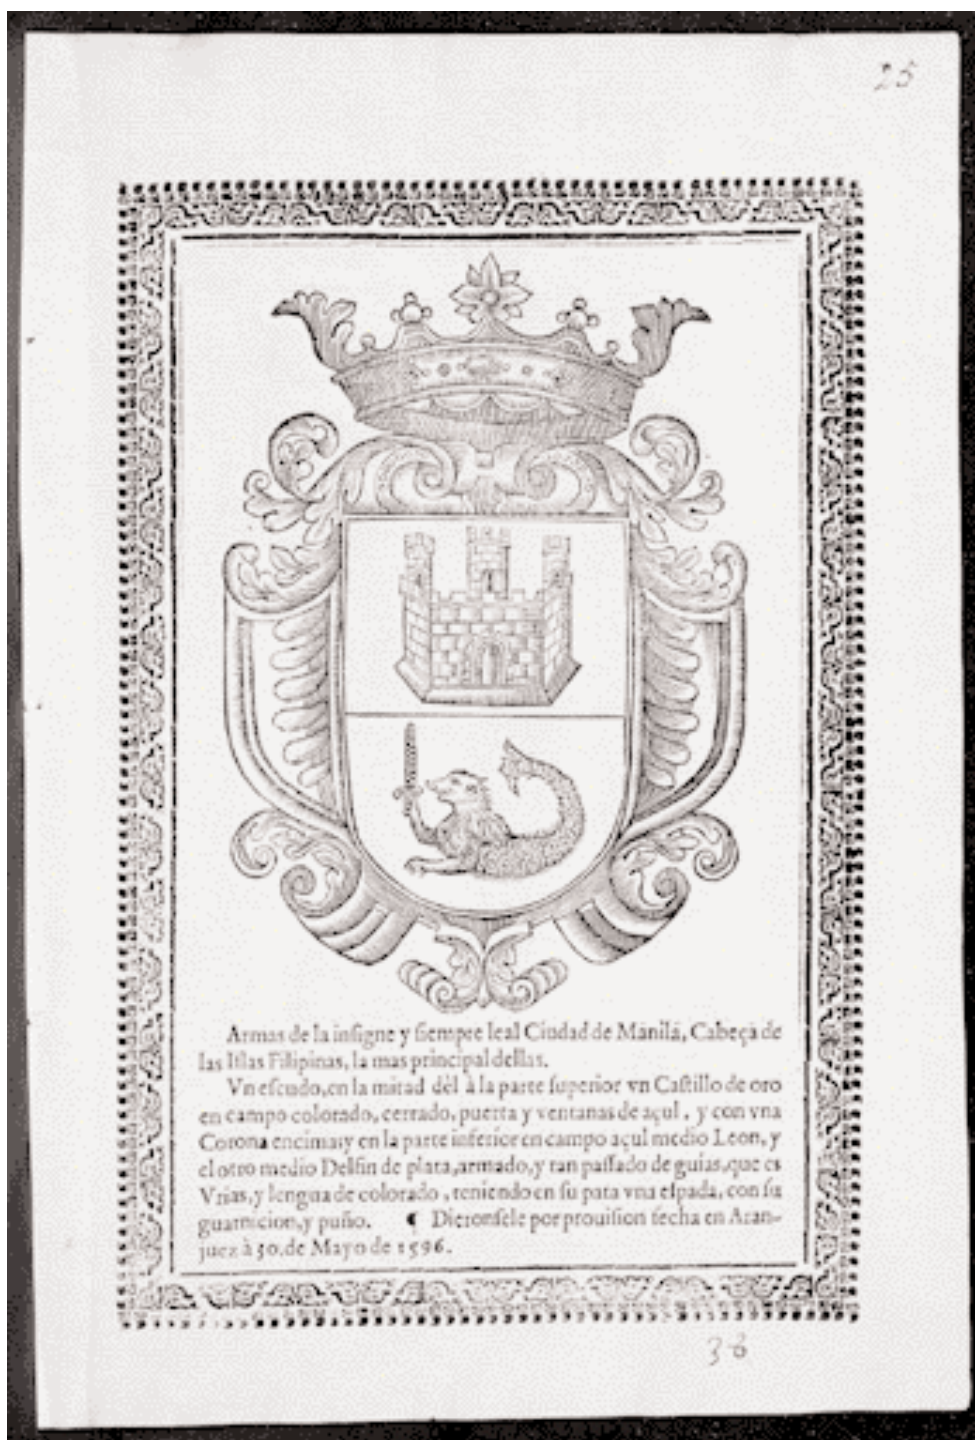 25
Armas de la insigne y siempre leal Ciudad de Manila, Cabeça de
las Islas Filipinas, la mas principal dellas.
Vn escudo, en la mitad dèl à la parte superior vn Castillo de oro
en campo colorado, cerrado, puerta y ventanas de açul, y con vna
Corona encima: y en la parte inferior en campo açul medio Leon, y
el otro medio Delfin de plata, armado, y tan passado de guias, que es
Vñas, y lengua de colorado, teniendo en su pata vna espada, con su
guarnicion, y puño. ¶ Dieronsele por prouision fecha en Aran-
juez à 30. de Mayo de 1596.
36